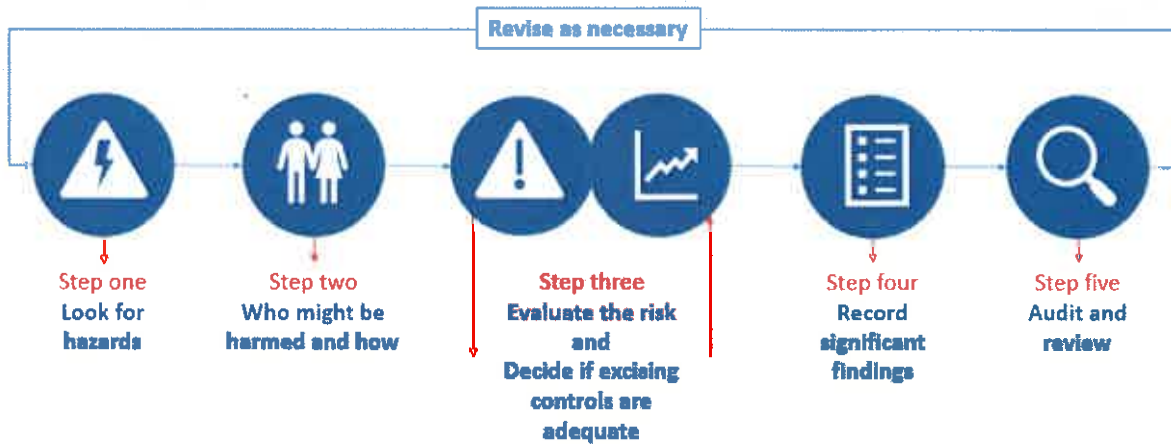 Revise as necessary
Step one
Look for
hazards
Step two
Who might be
harmed and how
Step three
Evaluate the risk
and
Decide if excising
controls are
adequate
Step four
Record
significant
findings
Step five
Audit and
review